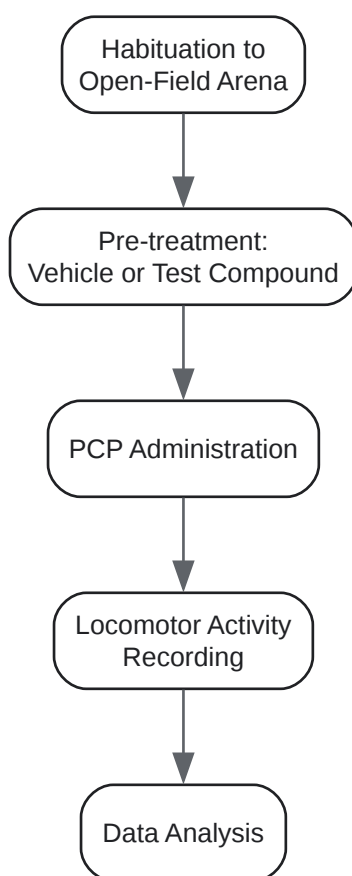 Habituation to
Open-Field Arena
Pre-treatment:
Vehicle or Test Compound
PCP Administration
Locomotor Activity
Recording
Data Analysis